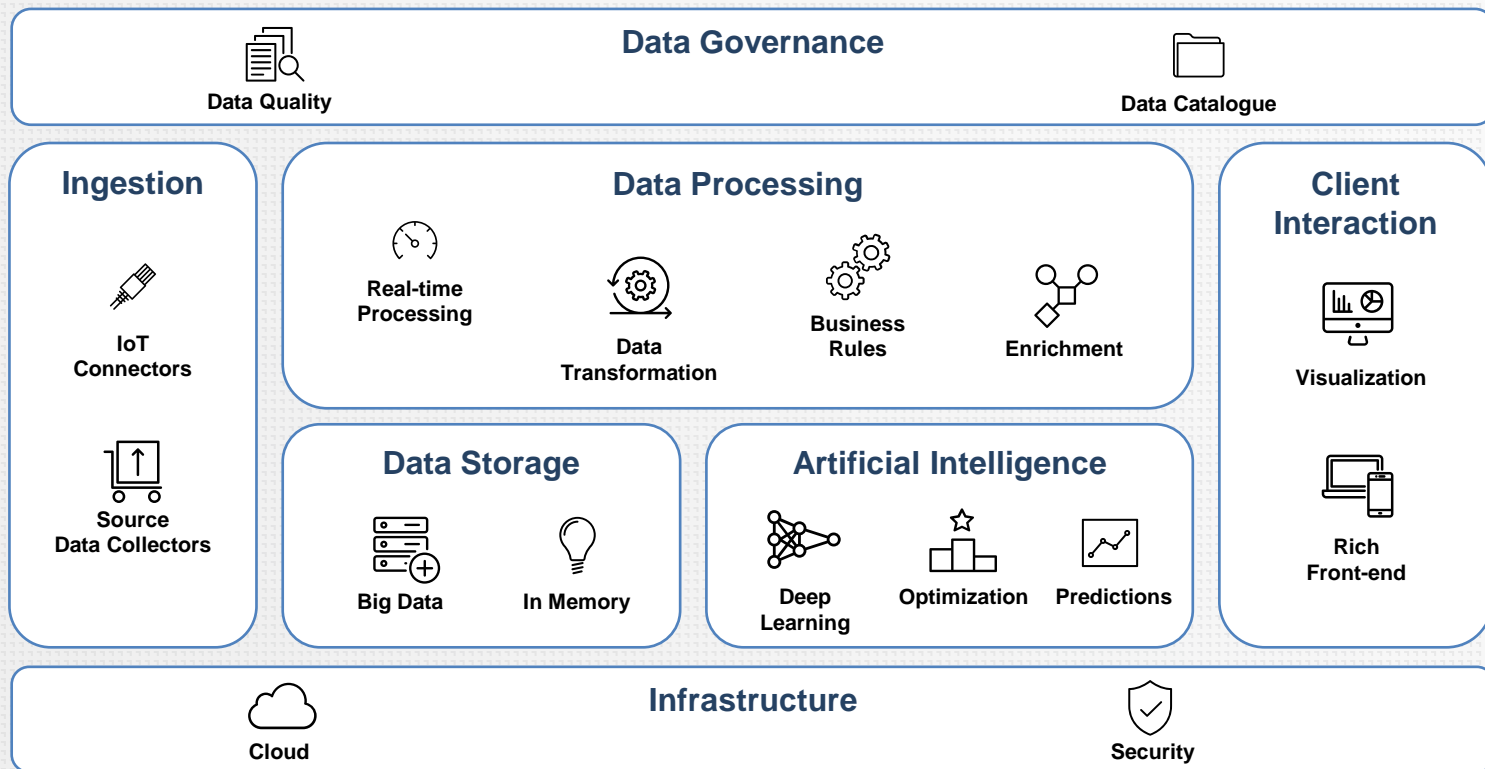 Data Governance
Data Quality
Data Catalogue
Ingestion
IoT
Connectors
Source
Data Collectors
Data Processing
Real-time
Processing
Data
Transformation
Business
Rules
Enrichment
Client
Interaction
Visualization
Rich
Front-end
Data Storage
Big Data
In Memory
Artificial Intelligence
Deep
Learning
Optimization
Predictions
Infrastructure
Cloud
Security